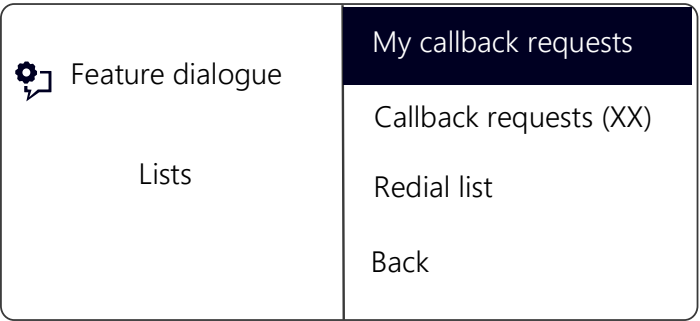 Feature dialogue
Lists
My callback requests
Callback requests (XX)
Redial list
Back